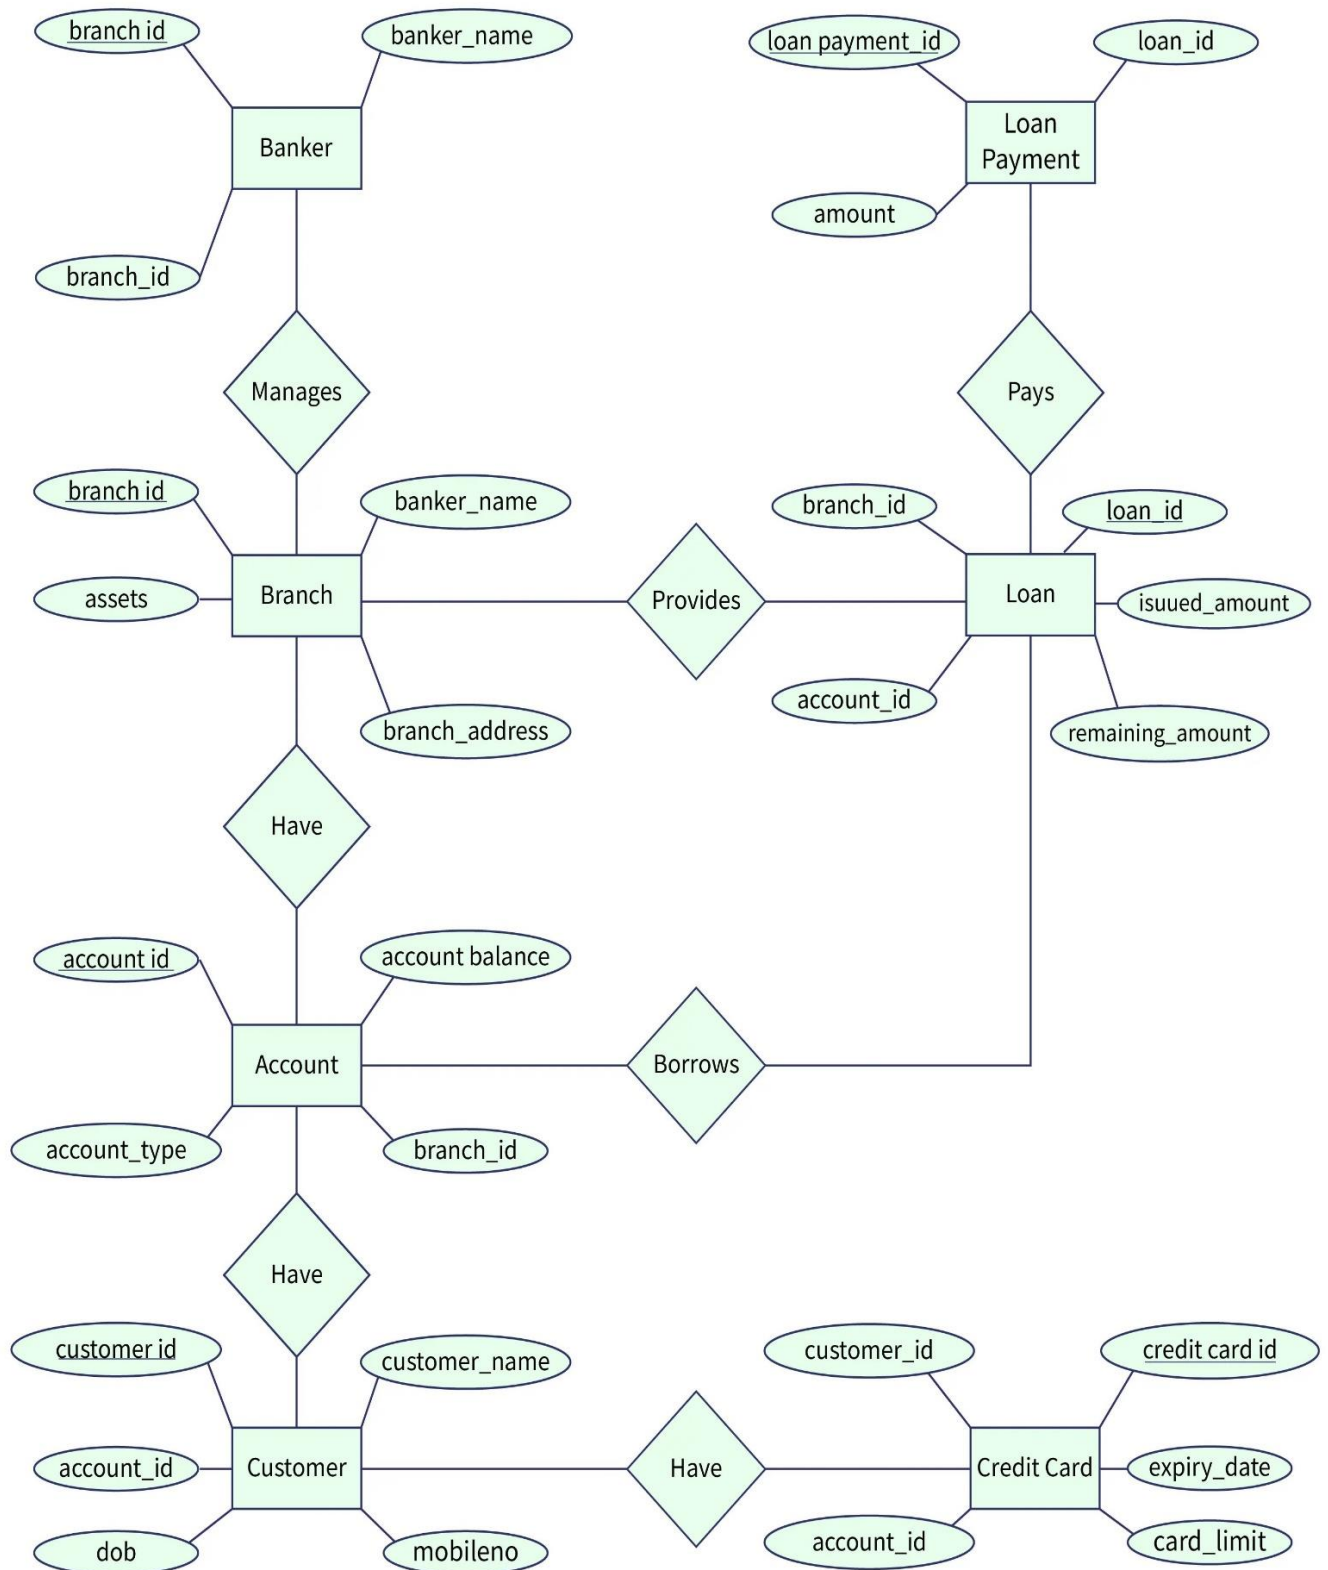 branch id
banker_name
Banker
branch_id
loan payment_id
loan_id
Loan
Payment
amount
Manages
Pays
branch id
banker_name
Branch
assets
branch_address
Provides
branch_id
loan_id
Loan
isuued_amount
account_id
remaining_amount
Have
account id
account balance
Account
account_type
branch_id
Borrows
Have
customer id
customer_name
Customer
account_id
dob
mobileno
Have
customer_id
credit card id
Credit Card
expiry_date
account_id
card_limit